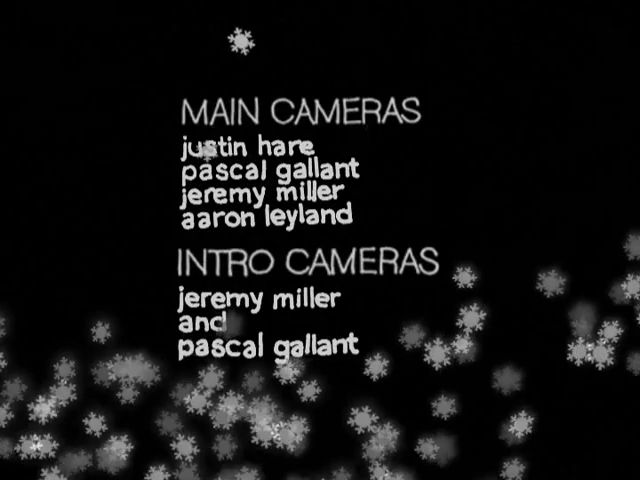 MAIN CAMERAS
justin hare
pascal gallant
jeremy miller
aaron leyland
INTRO CAMERAS
jeremy miller
and
pascal gallant